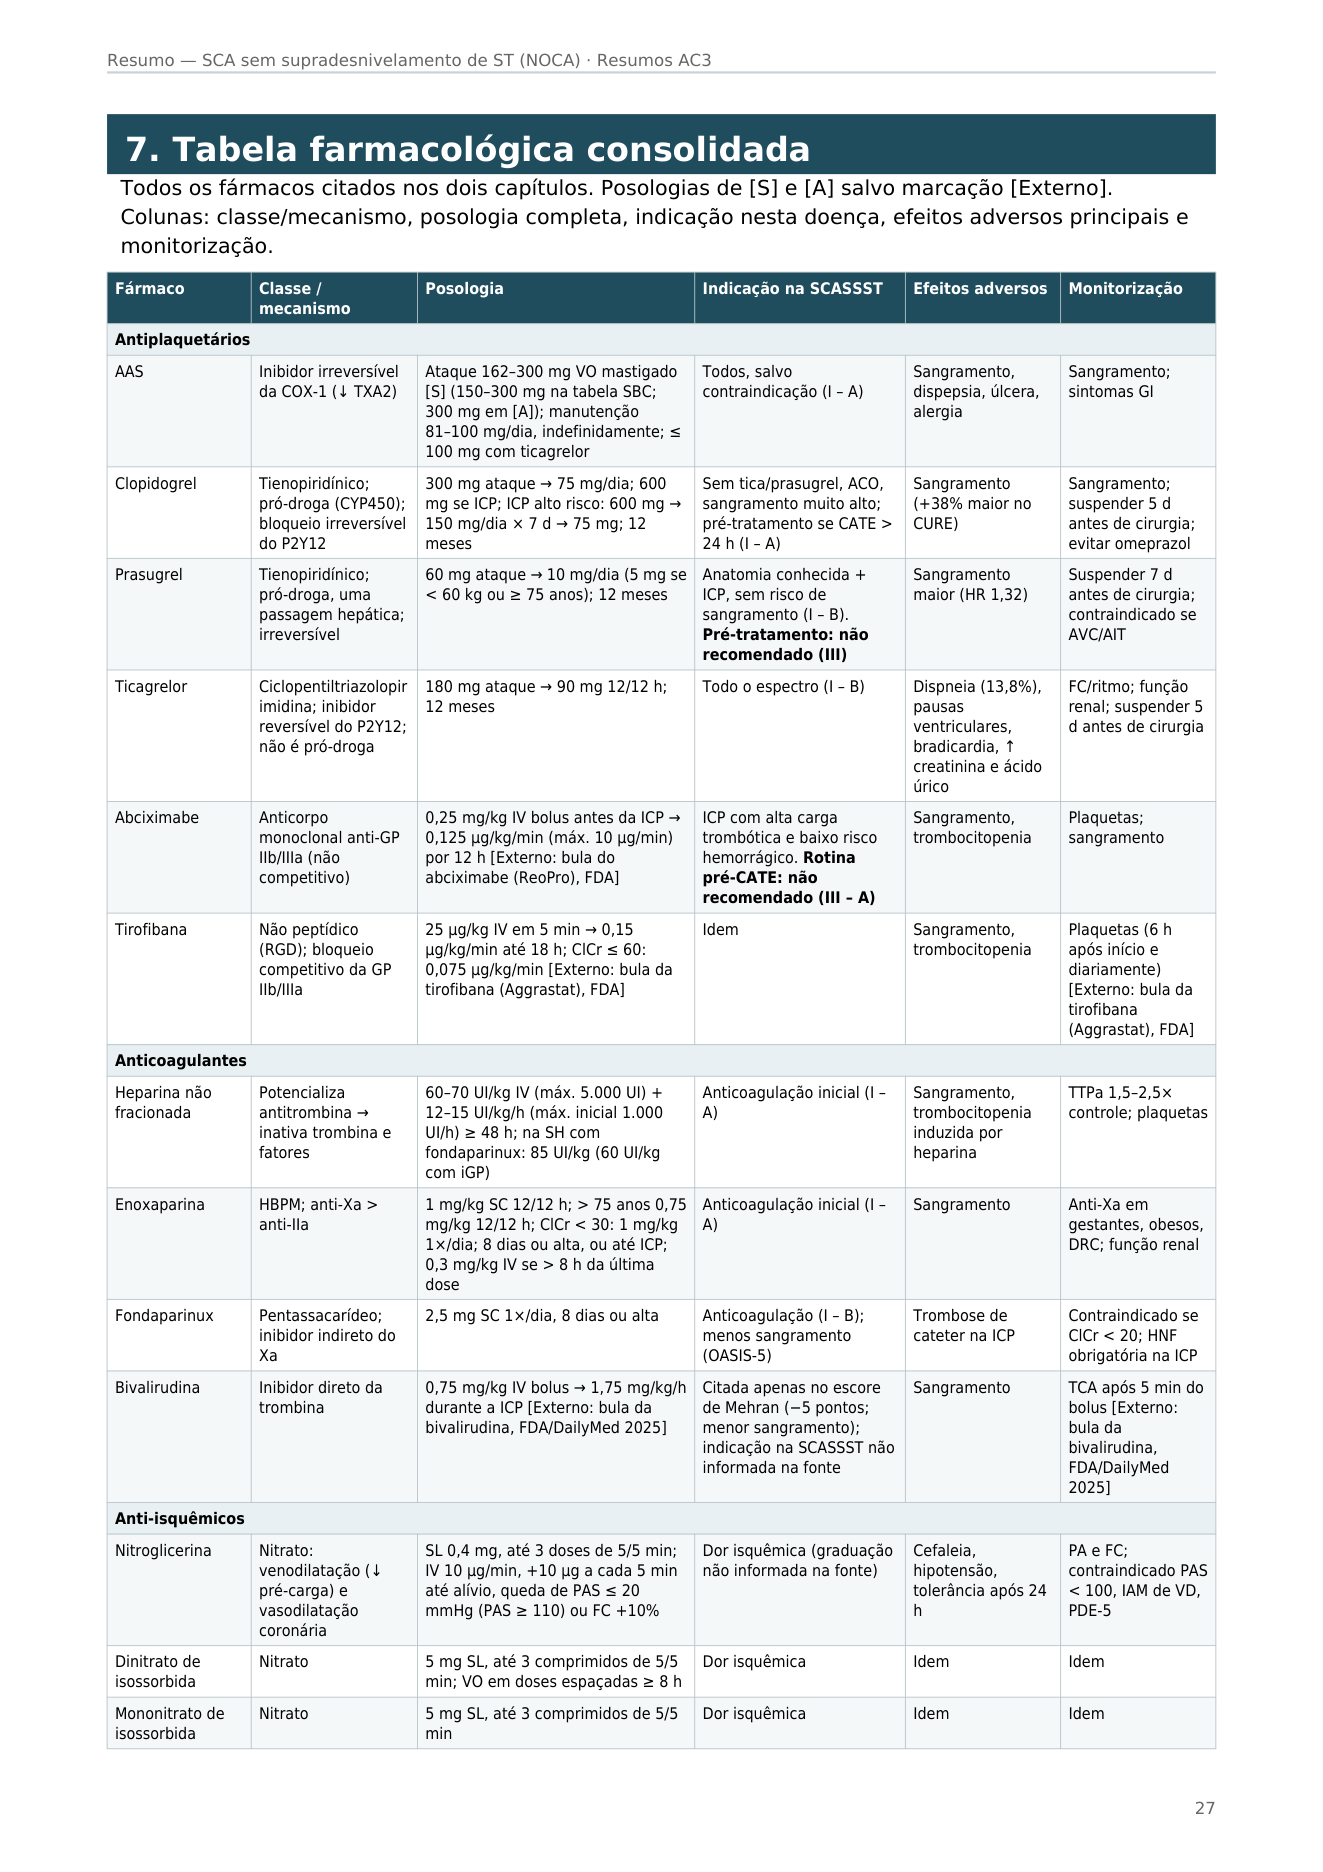 Resumo — SCA sem supradesnivelamento de ST (NOCA) · Resumos AC3
7. Tabela farmacológica consolidada
Todos os fármacos citados nos dois capítulos. Posologias de [S] e [A] salvo marcação [Externo].
Colunas: classe/mecanismo, posologia completa, indicação nesta doença, efeitos adversos principais e
monitorização.
Fármaco
Classe /
mecanismo
Posologia
Indicação na SCASSST
Efeitos adversos
Monitorização
Antiplaquetários
AAS
Inibidor irreversível
da COX-1 (↓ TXA2)
Ataque 162–300 mg VO mastigado
[S] (150–300 mg na tabela SBC;
300 mg em [A]); manutenção
81–100 mg/dia, indefinidamente; ≤
100 mg com ticagrelor
Todos, salvo
contraindicação (I – A)
Sangramento,
dispepsia, úlcera,
alergia
Sangramento;
sintomas GI
Clopidogrel
Tienopiridínico;
pró-droga (CYP450);
bloqueio irreversível
do P2Y12
300 mg ataque → 75 mg/dia; 600
mg se ICP; ICP alto risco: 600 mg →
150 mg/dia × 7 d → 75 mg; 12
meses
Sem tica/prasugrel, ACO,
sangramento muito alto;
pré-tratamento se CATE >
24 h (I – A)
Sangramento
(+38% maior no
CURE)
Sangramento;
suspender 5 d
antes de cirurgia;
evitar omeprazol
Prasugrel
Tienopiridínico;
pró-droga, uma
passagem hepática;
irreversível
60 mg ataque → 10 mg/dia (5 mg se
< 60 kg ou ≥ 75 anos); 12 meses
Anatomia conhecida +
ICP, sem risco de
sangramento (I – B).
Pré-tratamento: não
recomendado (III)
Sangramento
maior (HR 1,32)
Suspender 7 d
antes de cirurgia;
contraindicado se
AVC/AIT
Ticagrelor
Ciclopentiltriazolopir
imidina; inibidor
reversível do P2Y12;
não é pró-droga
180 mg ataque → 90 mg 12/12 h;
12 meses
Todo o espectro (I – B)
Dispneia (13,8%),
pausas
ventriculares,
bradicardia, ↑
creatinina e ácido
úrico
FC/ritmo; função
renal; suspender 5
d antes de cirurgia
Abciximabe
Anticorpo
monoclonal anti-GP
IIb/IIIa (não
competitivo)
0,25 mg/kg IV bolus antes da ICP →
0,125 µg/kg/min (máx. 10 µg/min)
por 12 h [Externo: bula do
abciximabe (ReoPro), FDA]
ICP com alta carga
trombótica e baixo risco
hemorrágico. Rotina
pré-CATE: não
recomendado (III – A)
Sangramento,
trombocitopenia
Plaquetas;
sangramento
Tirofibana
Não peptídico
(RGD); bloqueio
competitivo da GP
IIb/IIIa
25 µg/kg IV em 5 min → 0,15
µg/kg/min até 18 h; ClCr ≤ 60:
0,075 µg/kg/min [Externo: bula da
tirofibana (Aggrastat), FDA]
Idem
Sangramento,
trombocitopenia
Plaquetas (6 h
após início e
diariamente)
[Externo: bula da
tirofibana
(Aggrastat), FDA]
Anticoagulantes
Heparina não
fracionada
Potencializa
antitrombina →
inativa trombina e
fatores
60–70 UI/kg IV (máx. 5.000 UI) +
12–15 UI/kg/h (máx. inicial 1.000
UI/h) ≥ 48 h; na SH com
fondaparinux: 85 UI/kg (60 UI/kg
com iGP)
Anticoagulação inicial (I –
A)
Sangramento,
trombocitopenia
induzida por
heparina
TTPa 1,5–2,5×
controle; plaquetas
Enoxaparina
HBPM; anti-Xa >
anti-IIa
1 mg/kg SC 12/12 h; > 75 anos 0,75
mg/kg 12/12 h; ClCr < 30: 1 mg/kg
1×/dia; 8 dias ou alta, ou até ICP;
0,3 mg/kg IV se > 8 h da última
dose
Anticoagulação inicial (I –
A)
Sangramento
Anti-Xa em
gestantes, obesos,
DRC; função renal
Fondaparinux
Pentassacarídeo;
inibidor indireto do
Xa
2,5 mg SC 1×/dia, 8 dias ou alta
Anticoagulação (I – B);
menos sangramento
(OASIS-5)
Trombose de
cateter na ICP
Contraindicado se
ClCr < 20; HNF
obrigatória na ICP
Bivalirudina
Inibidor direto da
trombina
0,75 mg/kg IV bolus → 1,75 mg/kg/h
durante a ICP [Externo: bula da
bivalirudina, FDA/DailyMed 2025]
Citada apenas no escore
de Mehran (−5 pontos;
menor sangramento);
indicação na SCASSST não
informada na fonte
Sangramento
TCA após 5 min do
bolus [Externo:
bula da
bivalirudina,
FDA/DailyMed
2025]
Anti-isquêmicos
Nitroglicerina
Nitrato:
venodilatação (↓
pré-carga) e
vasodilatação
coronária
SL 0,4 mg, até 3 doses de 5/5 min;
IV 10 µg/min, +10 µg a cada 5 min
até alívio, queda de PAS ≤ 20
mmHg (PAS ≥ 110) ou FC +10%
Dor isquêmica (graduação
não informada na fonte)
Cefaleia,
hipotensão,
tolerância após 24
h
PA e FC;
contraindicado PAS
< 100, IAM de VD,
PDE-5
Dinitrato de
isossorbida
Nitrato
5 mg SL, até 3 comprimidos de 5/5
min; VO em doses espaçadas ≥ 8 h
Dor isquêmica
Idem
Idem
Mononitrato de
isossorbida
Nitrato
5 mg SL, até 3 comprimidos de 5/5
min
Dor isquêmica
Idem
Idem
27